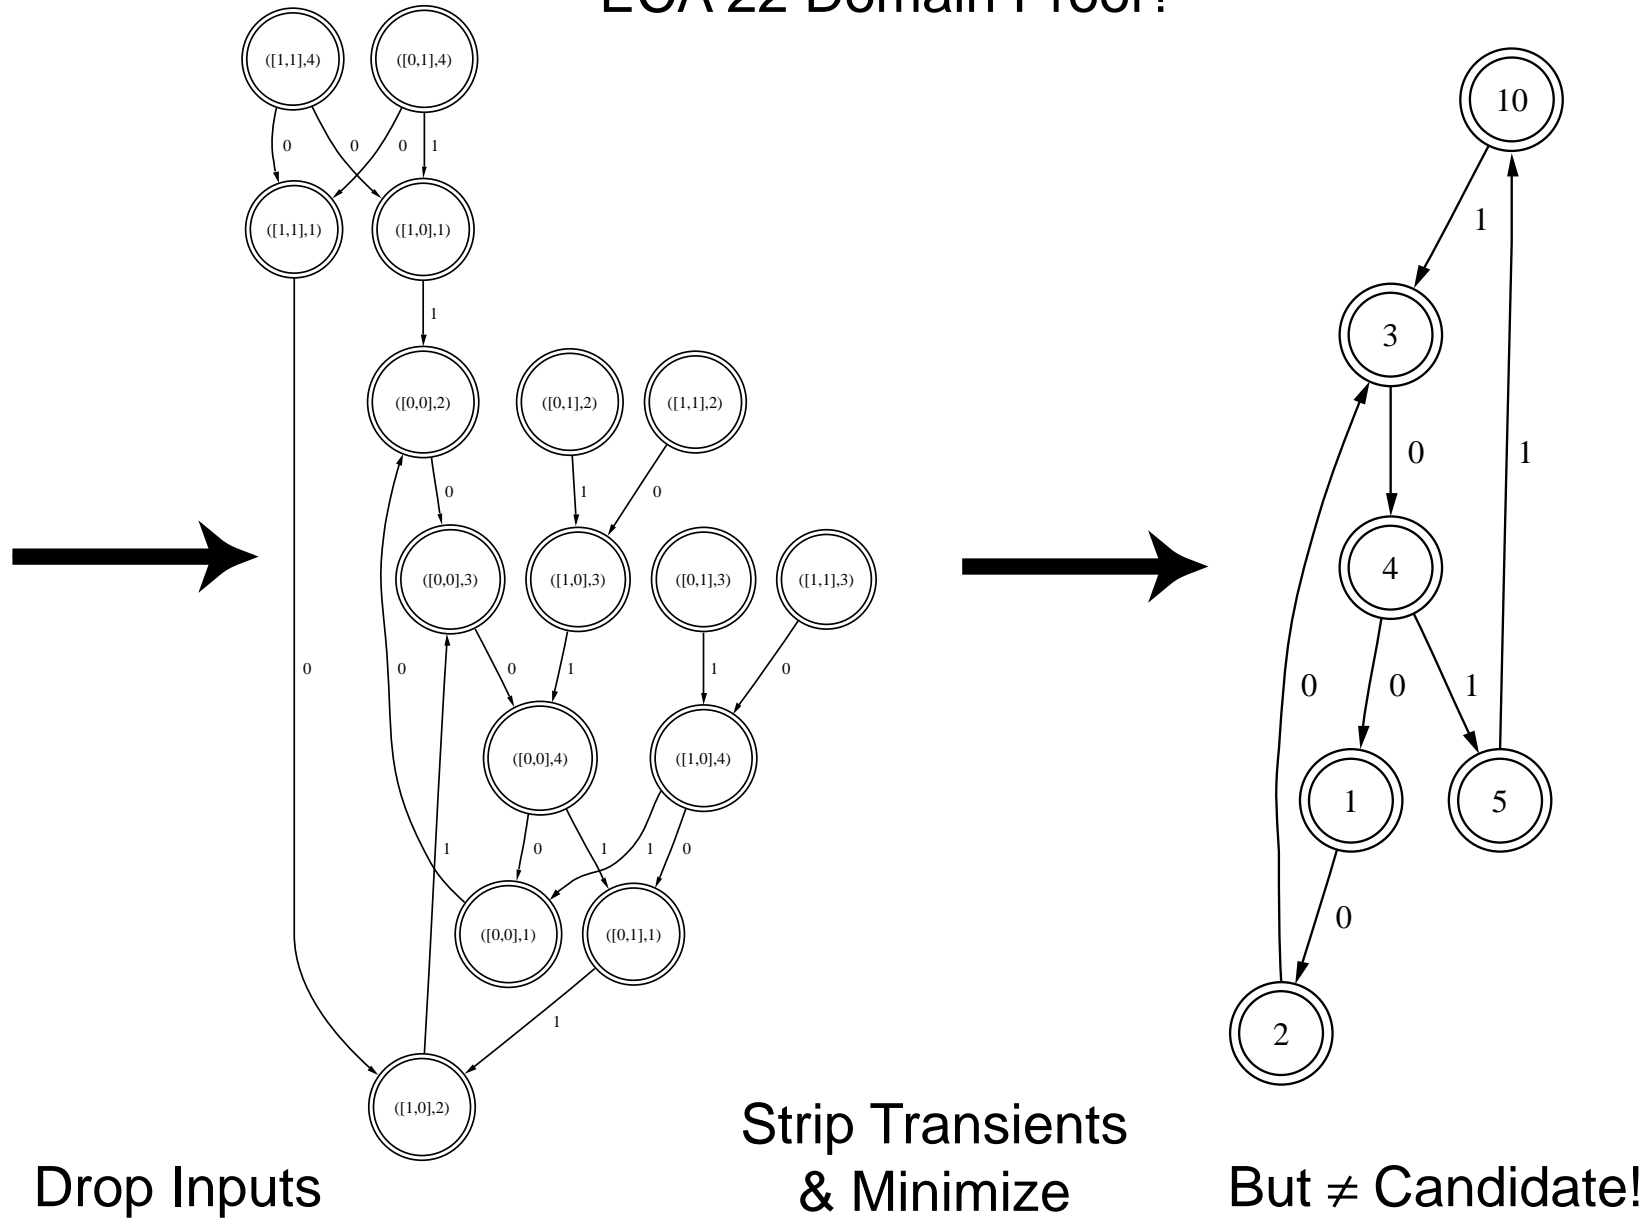 ECA 22 Domain Proof?
([1,1],4) ([0,1],4)
0 0 0 1
([1,1],1) ([1,0],1)
1
([0,0],2) ([0,1],2) ([1,1],2)
0 1 0
([0,0],3) ([1,0],3) ([0,1],3) ([1,1],3)
0 0 0 1 1 0
([0,0],4) ([1,0],4)
1 0 1 1 0
([0,0],1) ([0,1],1)
1
([1,0],2)
10
1
3
0 1
4
0 0 1
1 5
0
2
Drop Inputs
Strip Transients
& Minimize
But ≠ Candidate!